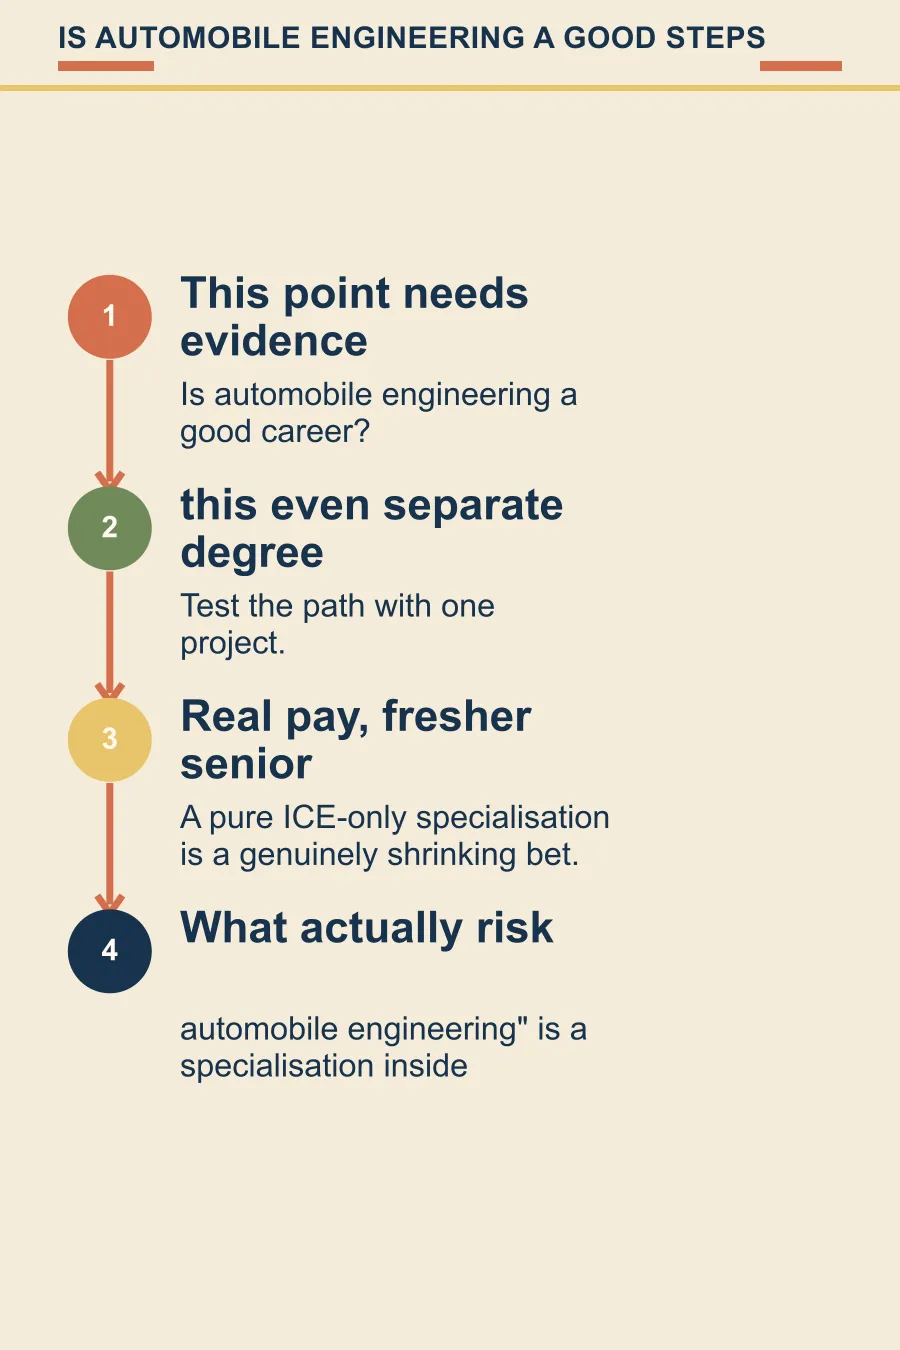 IS AUTOMOBILE ENGINEERING A GOOD STEPS
1
This point needs
evidence
Is automobile engineering a
good career?
2
this even separate
degree
Test the path with one
project.
3
Real pay, fresher
senior
A pure ICE-only specialisation
is a genuinely shrinking bet.
4
What actually risk
automobile engineering" is a
specialisation inside